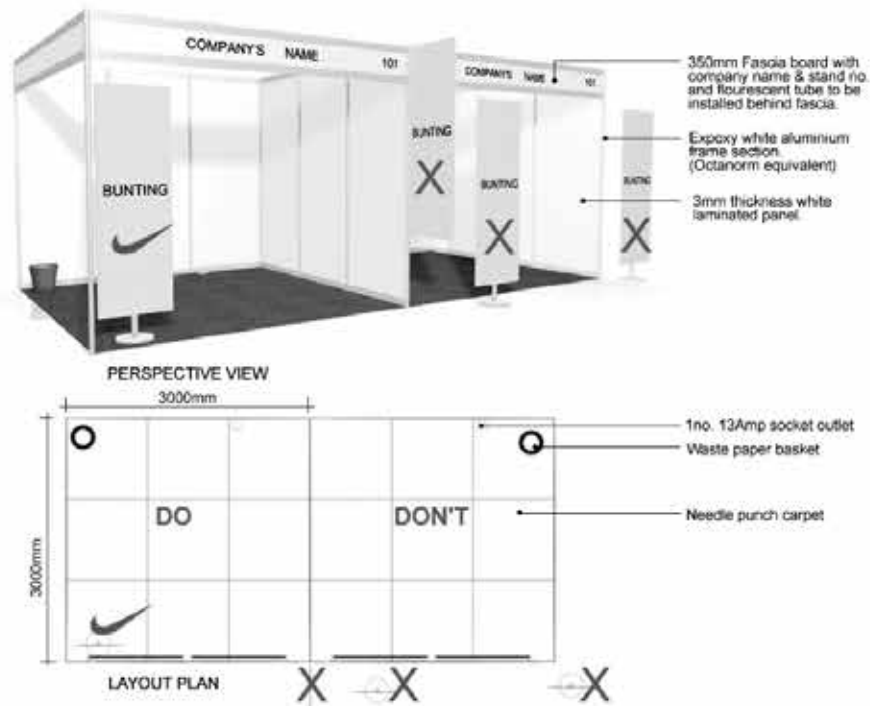 COMPANY'S NAME 101
COMPANY'S NAME 101
BUNTING
BUNTING
X
BUNTING
X
BUNTING
X
350mm Fascia board with
company name & stand no.
and flourescent tube to be
installed behind fascia.
Expoxy white aluminium
frame section.
(Octanorm equivalent)
3mm thickness white
laminated panel.
PERSPECTIVE VIEW
3000mm
3000mm
DO
DON'T
1no. 13Amp socket outlet
Waste paper basket
Needle punch carpet
LAYOUT PLAN
X
X
X